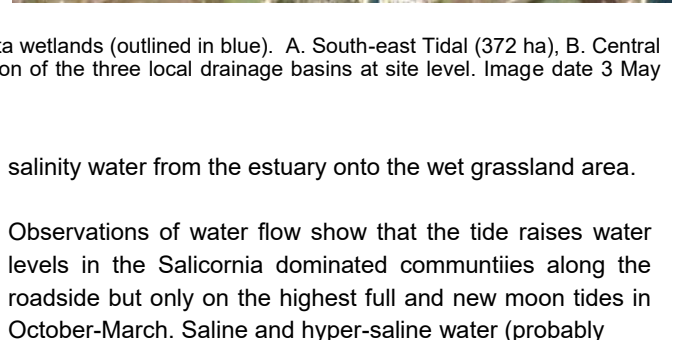 ta wetlands (outlined in blue).  A. South-east Tidal (372 ha), B. Central
on of the three local drainage basins at site level. Image date 3 May
salinity water from the estuary onto the wet grassland area.
Observations of water flow show that the tide raises water
levels in the Salicornia dominated communtiies along the
roadside but only on the highest full and new moon tides in
October-March. Saline and hyper-saline water (probably